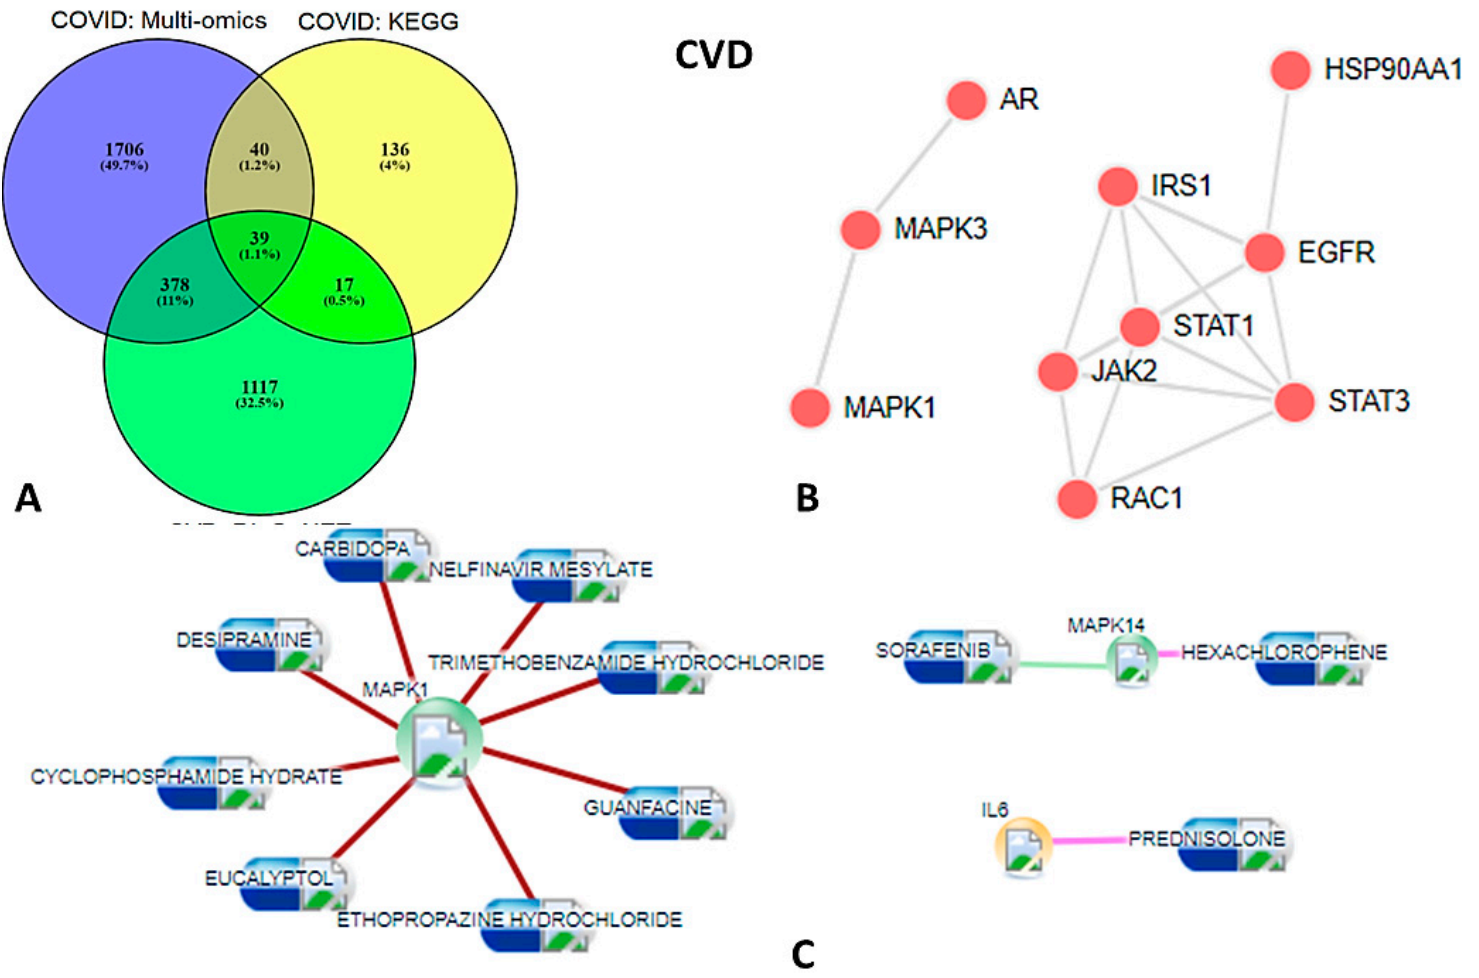 COVID: Multi-omics
COVID: KEGG
1706
(49.7%)
40
(1.2%)
136
(4%)
39
(1.1%)
378
(11%)
17
(0.5%)
1117
(32.5%)
A
CVD
AR
HSP90AA1
IRS1
MAPK3
EGFR
STAT1
JAK2
MAPK1
STAT3
RAC1
B
CARBIDOPA
NELFINAVIR MESYLATE
DESIPRAMINE
TRIMETHOBENZAMIDE HYDROCHLORIDE
MAPK1
CYCLOPHOSPHAMIDE HYDRATE
GUANFACINE
EUCALYPTOL
ETHOPROPAZINE HYDROCHLORIDE
MAPK14
SORAFENIB
HEXACHLOROPHENE
IL6
PREDNISOLONE
C